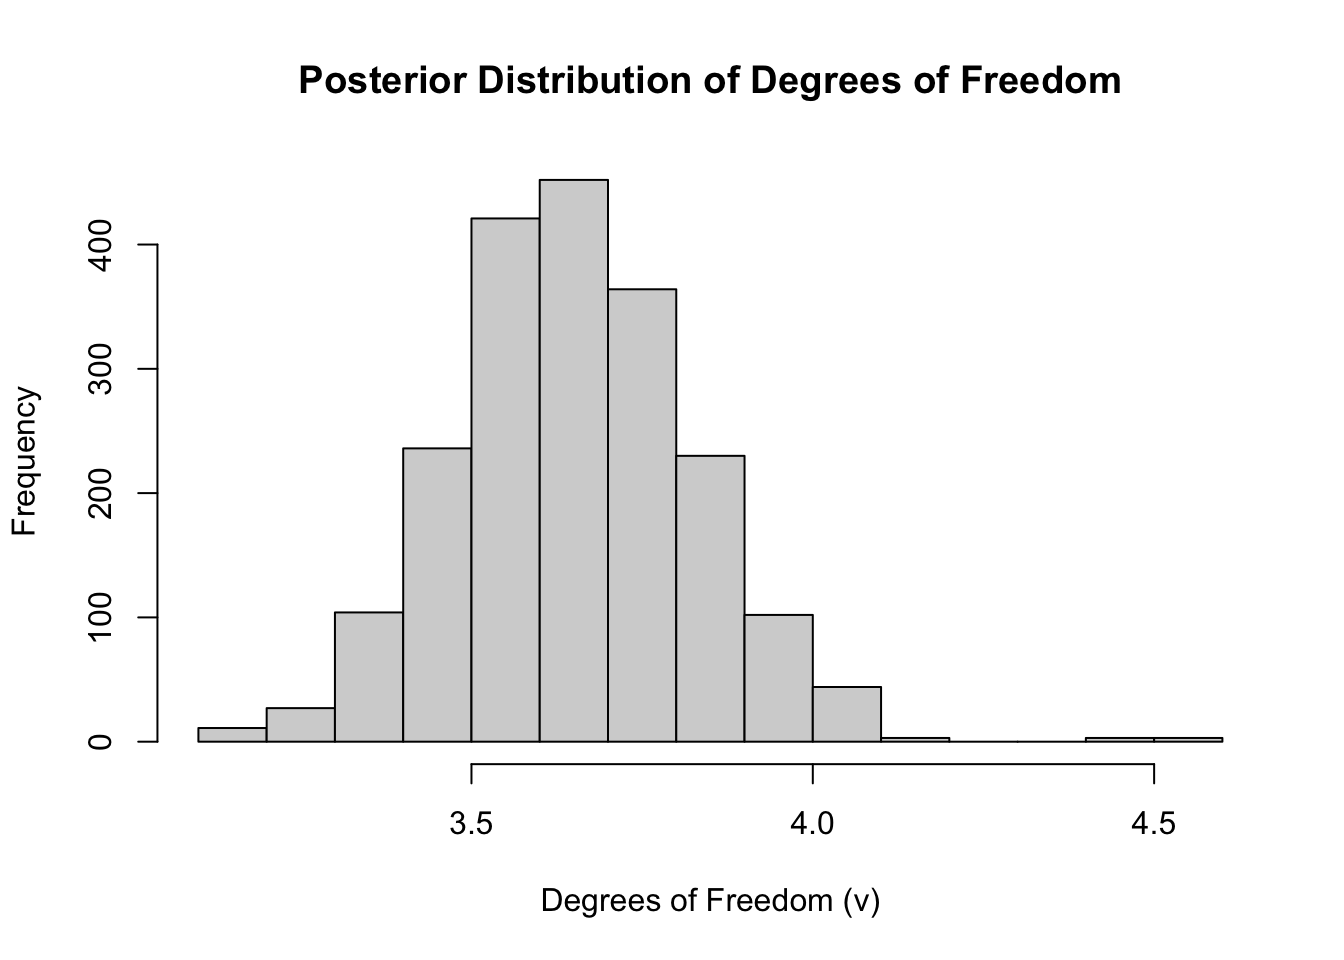 Posterior Distribution of Degrees of Freedom
Frequency
400
300
200
100
0
3.5 4.0 4.5
Degrees of Freedom (v)